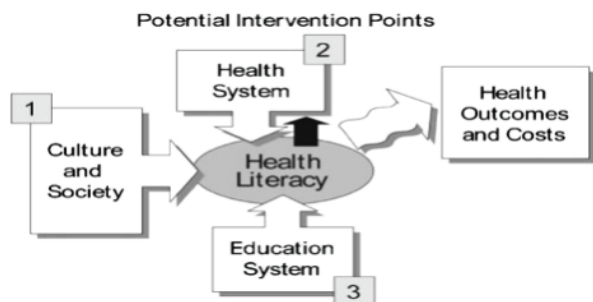 Potential Intervention Points
1
Culture
and
Society
2
Health
System
Health
Literacy
Education
System
3
Health
Outcomes
and Costs